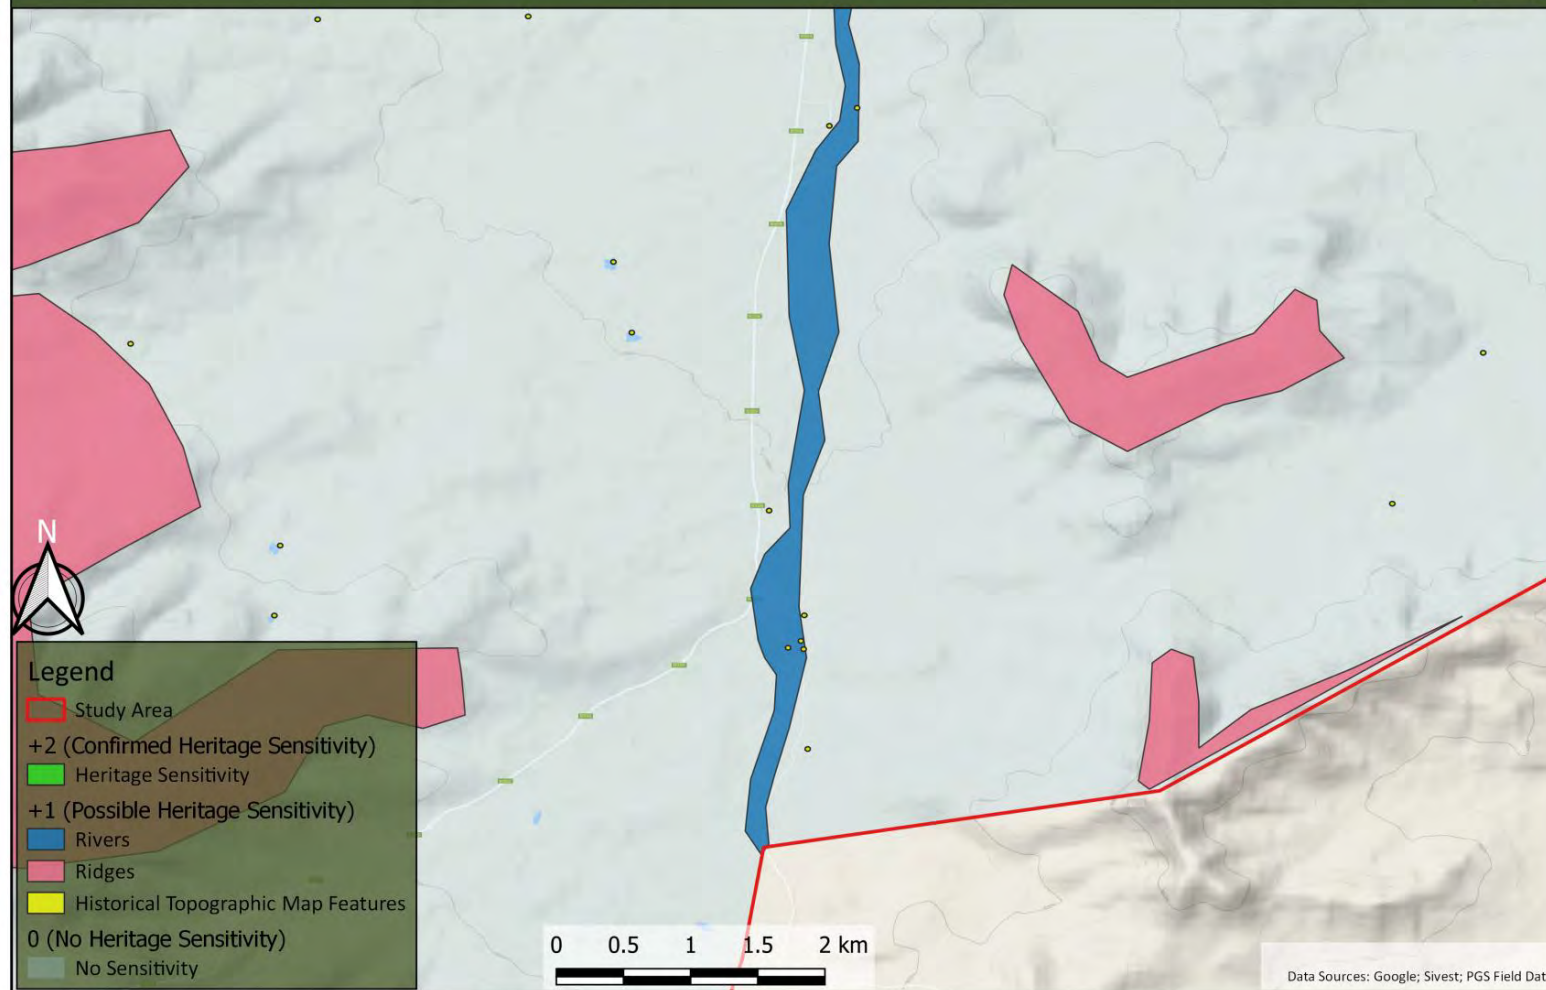 N
Legend
Study Area
+2 (Confirmed Heritage Sensitivity)
Heritage Sensitivity
+1 (Possible Heritage Sensitivity)
Rivers
Ridges
Historical Topographic Map Features
0 (No Heritage Sensitivity)
No Sensitivity
0 0.5 1 1.5 2 km
Data Sources: Google; Sivest; PGS Field Dat